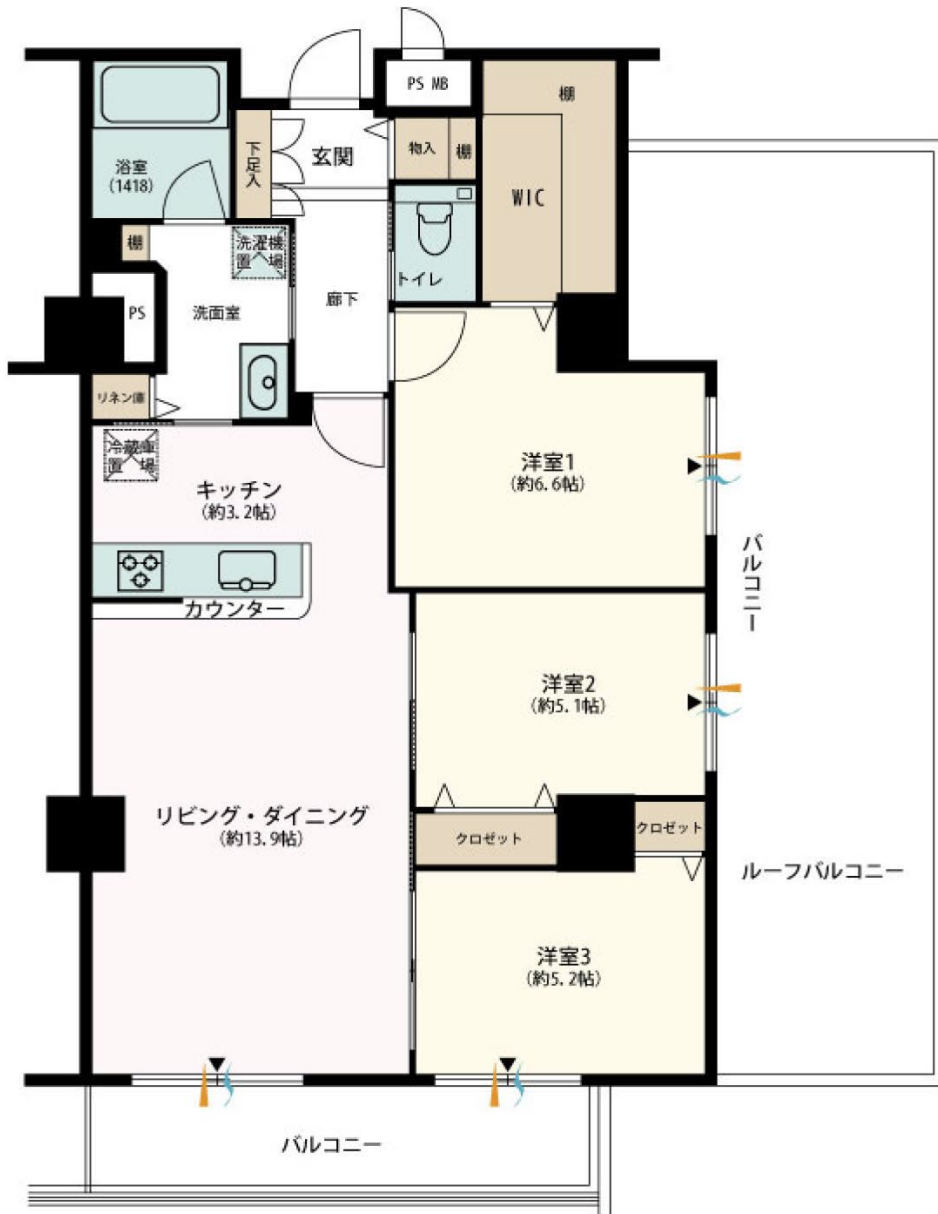 PS MB
棚
浴室
(1418)
下足入
玄関
物入
棚
WIC
棚
洗濯機
置 場
トイレ
PS
洗面室
廊下
リネン庫
冷蔵庫
置 場
キッチン
(約3.2帖)
洋室1
(約6.6帖)
カウンター
バルコニー
洋室2
(約5.1帖)
リビング・ダイニング
(約13.9帖)
クロゼット
クロゼット
ルーフバルコニー
洋室3
(約5.2帖)
バルコニー